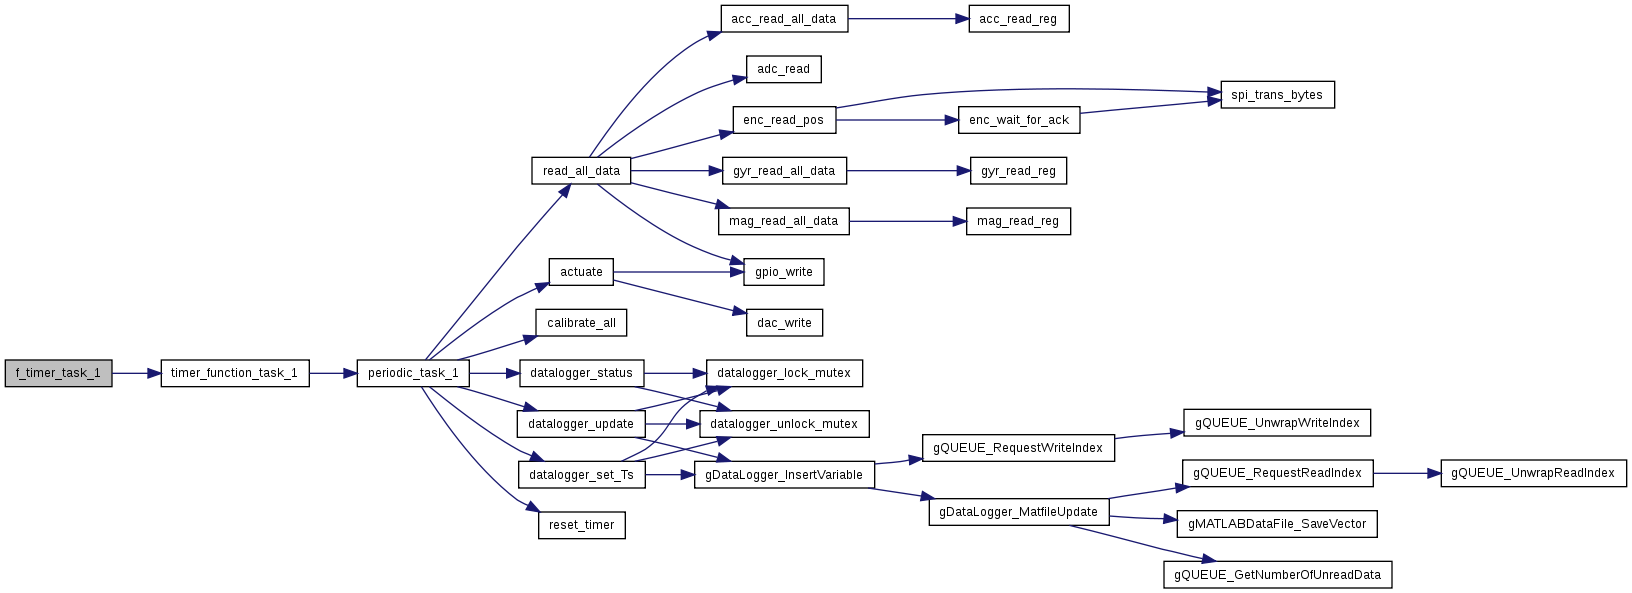 acc_read_all_data
acc_read_reg
adc_read
spi_trans_bytes
enc_read_pos
enc_wait_for_ack
read_all_data
gyr_read_all_data
gyr_read_reg
mag_read_all_data
mag_read_reg
actuate
gpio_write
calibrate_all
dac_write
f_timer_task_1
timer_function_task_1
periodic_task_1
datalogger_status
datalogger_lock_mutex
datalogger_update
datalogger_unlock_mutex
gQUEUE_UnwrapWriteIndex
gQUEUE_RequestWriteIndex
datalogger_set_Ts
gDataLogger_InsertVariable
gQUEUE_RequestReadIndex
gQUEUE_UnwrapReadIndex
gDataLogger_MatfileUpdate
reset_timer
gMATLABDataFile_SaveVector
gQUEUE_GetNumberOfUnreadData